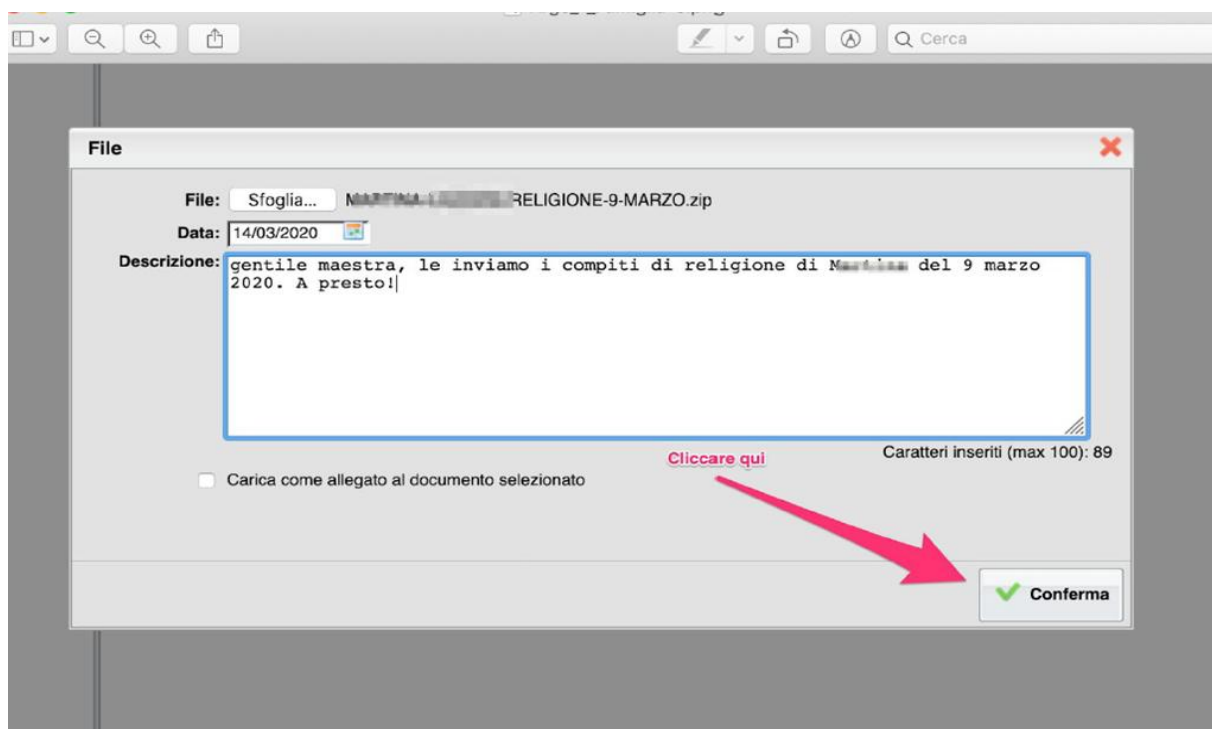 Cerca
File
File: Sfoglia... RELIGIONE-9-MARZO.zip
Data: 14/03/2020
Descrizione: gentile maestra, le inviamo i compiti di religione di del 9 marzo
2020. A presto!
Caratteri inseriti (max 100): 89
Cliccare qui
Carica come allegato al documento selezionato
Conferma